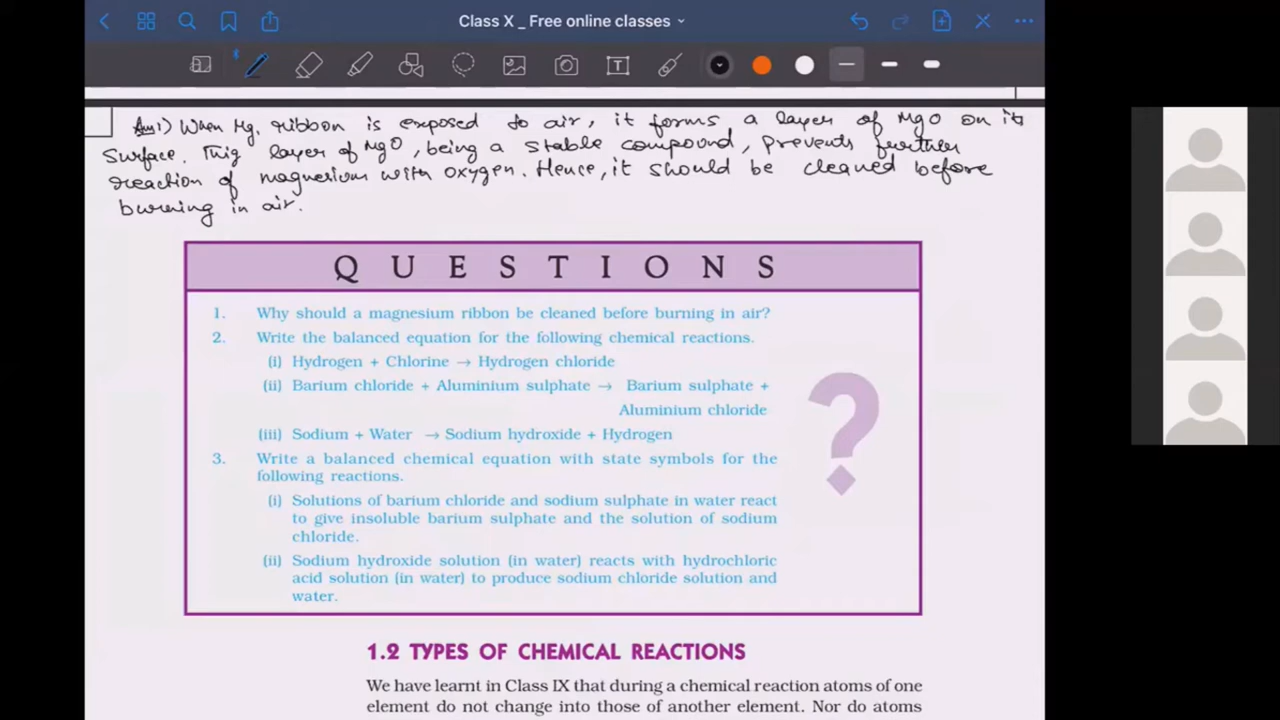 Class X _ Free online classes
T
Ans 1) When Mg. ribbon is exposed to air, it forms a layer of MgO on its
surface. This layer of MgO, being a stable compound, prevents further
reaction of magnesium with oxygen. Hence, it should be cleaned before
burning in air.
QUESTIONS
1. Why should a magnesium ribbon be cleaned before burning in air?
2. Write the balanced equation for the following chemical reactions.
(i) Hydrogen + Chlorine → Hydrogen chloride
(ii) Barium chloride + Aluminium sulphate → Barium sulphate +
Aluminium chloride
(iii) Sodium + Water → Sodium hydroxide + Hydrogen
3. Write a balanced chemical equation with state symbols for the
following reactions.
(i) Solutions of barium chloride and sodium sulphate in water react
to give insoluble barium sulphate and the solution of sodium
chloride.
(ii) Sodium hydroxide solution (in water) reacts with hydrochloric
acid solution (in water) to produce sodium chloride solution and
water.
?
1.2 TYPES OF CHEMICAL REACTIONS
We have learnt in Class IX that during a chemical reaction atoms of one
element do not change into those of another element. Nor do atoms